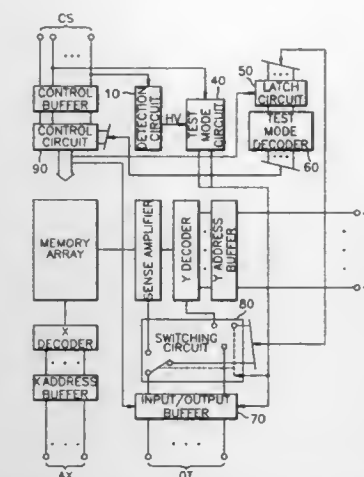 CS
CONTROL
BUFFER
CONTROL
CIRCUIT
90
10
DETECTION
CIRCUIT
HV
40
TEST
MODE
CIRCUIT
50
LATCH
CIRCUIT
TEST
MODE
DECODER
60
MEMORY
ARRAY
SENSE AMPLIFIER
Y DECODER
Y ADDRESS
BUFFER
80
SWITCHING
CIRCUIT
X
DECODER
X ADDRESS
BUFFER
INPUT/OUTPUT
BUFFER
70
AX
OT